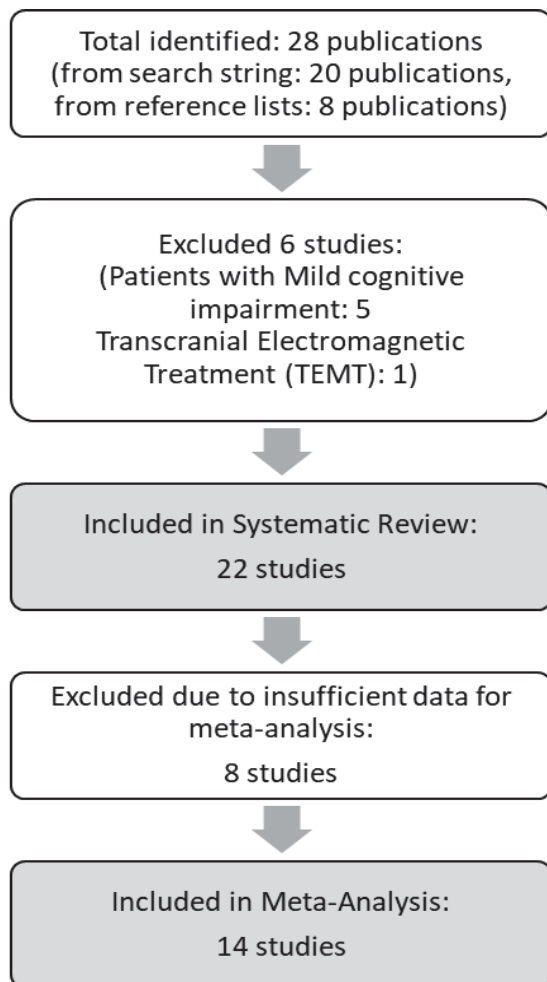 Total identified: 28 publications
(from search string: 20 publications,
from reference lists: 8 publications)
Excluded 6 studies:
(Patients with Mild cognitive
impairment: 5
Transcranial Electromagnetic
Treatment (TEMT): 1)
Included in Systematic Review:
22 studies
Excluded due to insufficient data for
meta-analysis:
8 studies
Included in Meta-Analysis:
14 studies